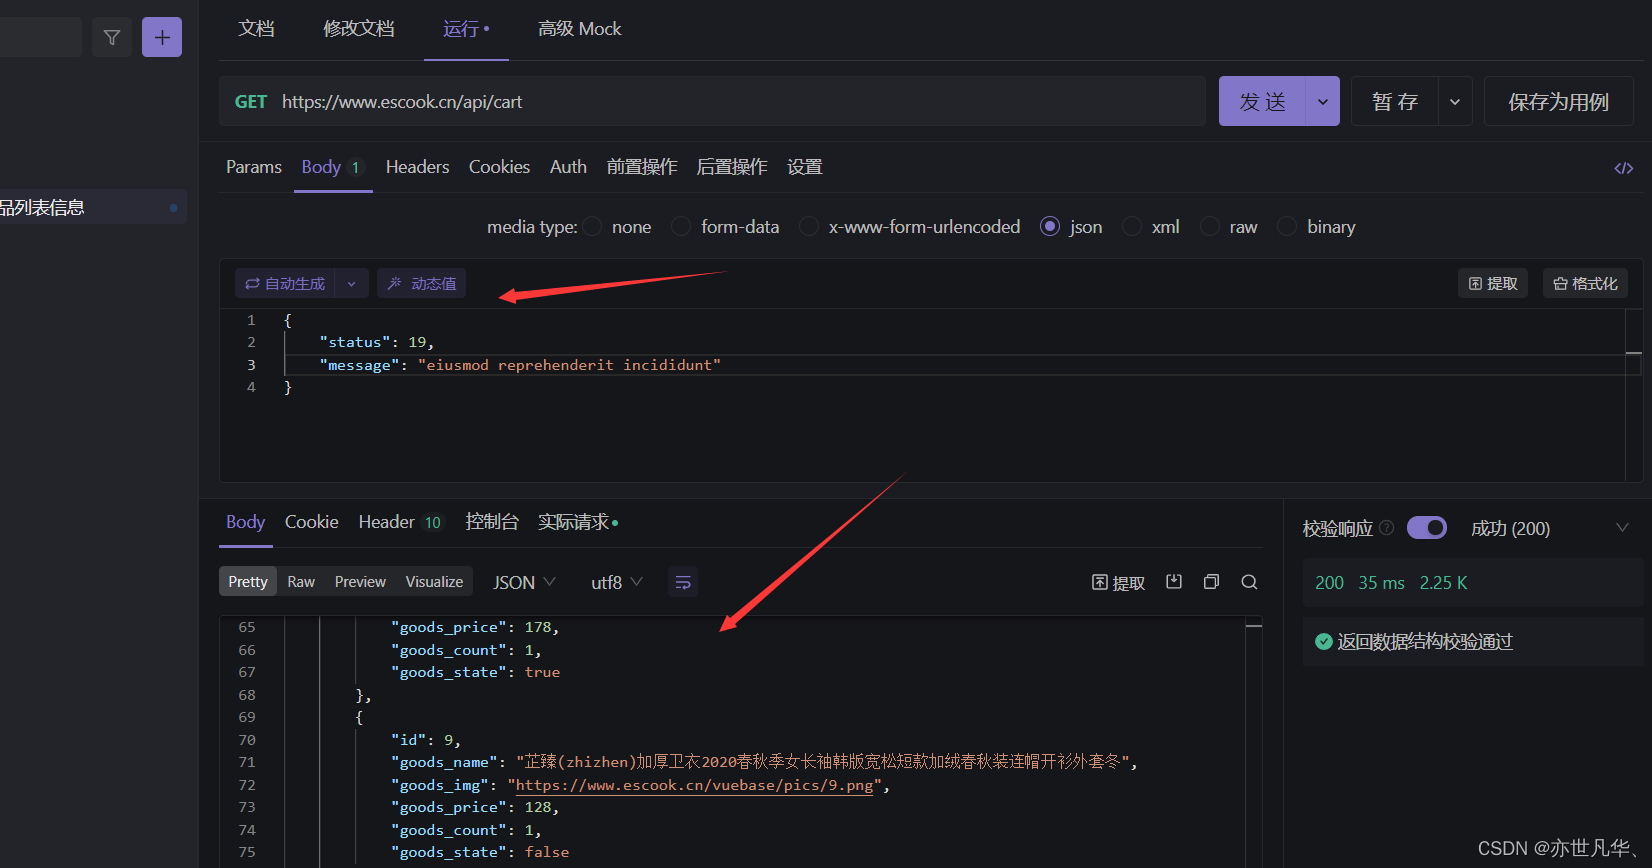 文档 修改文档 运行 高级 Mock
GET https://www.escook.cn/api/cart 发 送 暂 存 保存为用例
Params Body 1 Headers Cookies Auth 前置操作 后置操作 设置
品列表信息
media type: none form-data x-www-form-urlencoded json xml raw binary
自动生成 动态值 提取 格式化
1 {
2 "status": 19,
3 "message": "eiusmod reprehenderit incididunt"
4 }
Body Cookie Header 10 控制台 实际请求
校验响应 成功 (200)
Pretty Raw Preview Visualize JSON utf8 提取
200 35 ms 2.25 K
65 "goods_price": 178,
66 "goods_count": 1,
67 "goods_state": true
返回数据结构校验通过
68 },
69 {
70 "id": 9,
71 "goods_name": "芷臻(zhizhen)加厚卫衣2020春秋季女长袖韩版宽松短款加绒春秋装连帽开衫外套冬",
72 "goods_img": "https://www.escook.cn/vuebase/pics/9.png",
73 "goods_price": 128,
74 "goods_count": 1,
75 "goods_state": false
CSDN @亦世凡华、